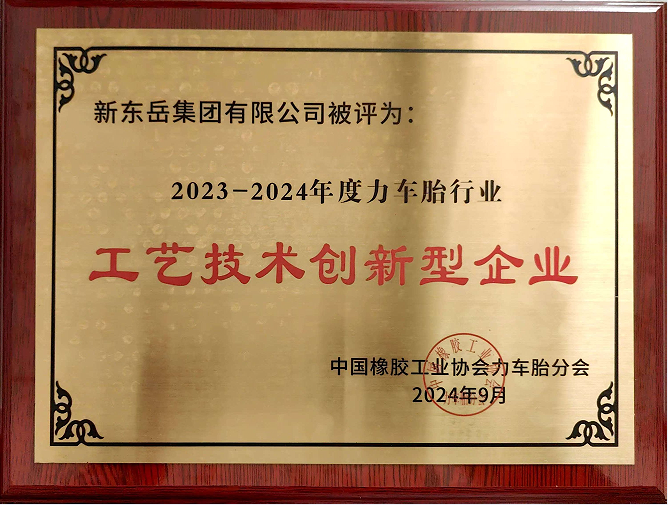 新东岳集团有限公司被评为：
2023-2024年度力车胎行业
工艺技术创新型企业
中国橡胶工业协会力车胎分会
2024年9月